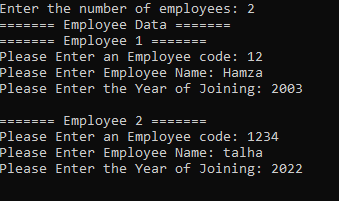 Enter the number of employees: 2
======= Employee Data =======
======= Employee 1 =======
Please Enter an Employee code: 12
Please Enter Employee Name: Hamza
Please Enter the Year of Joining: 2003
======= Employee 2 =======
Please Enter an Employee code: 1234
Please Enter Employee Name: talha
Please Enter the Year of Joining: 2022